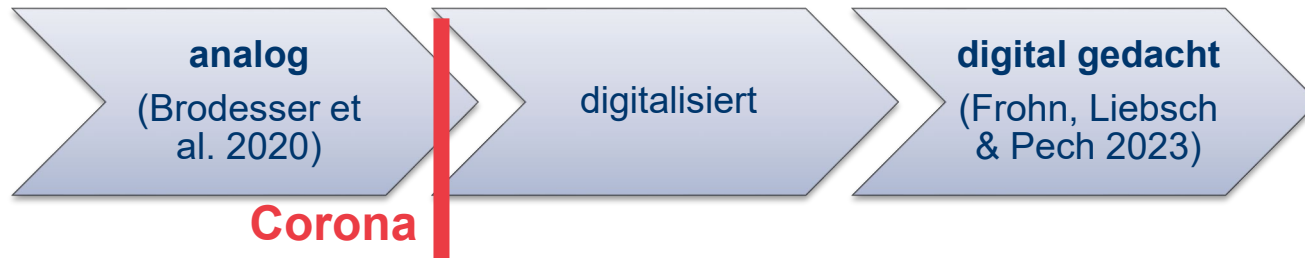 analog
(Brodesser et
al. 2020)
digitalisiert
digital gedacht
(Frohn, Liebsch
& Pech 2023)
Corona